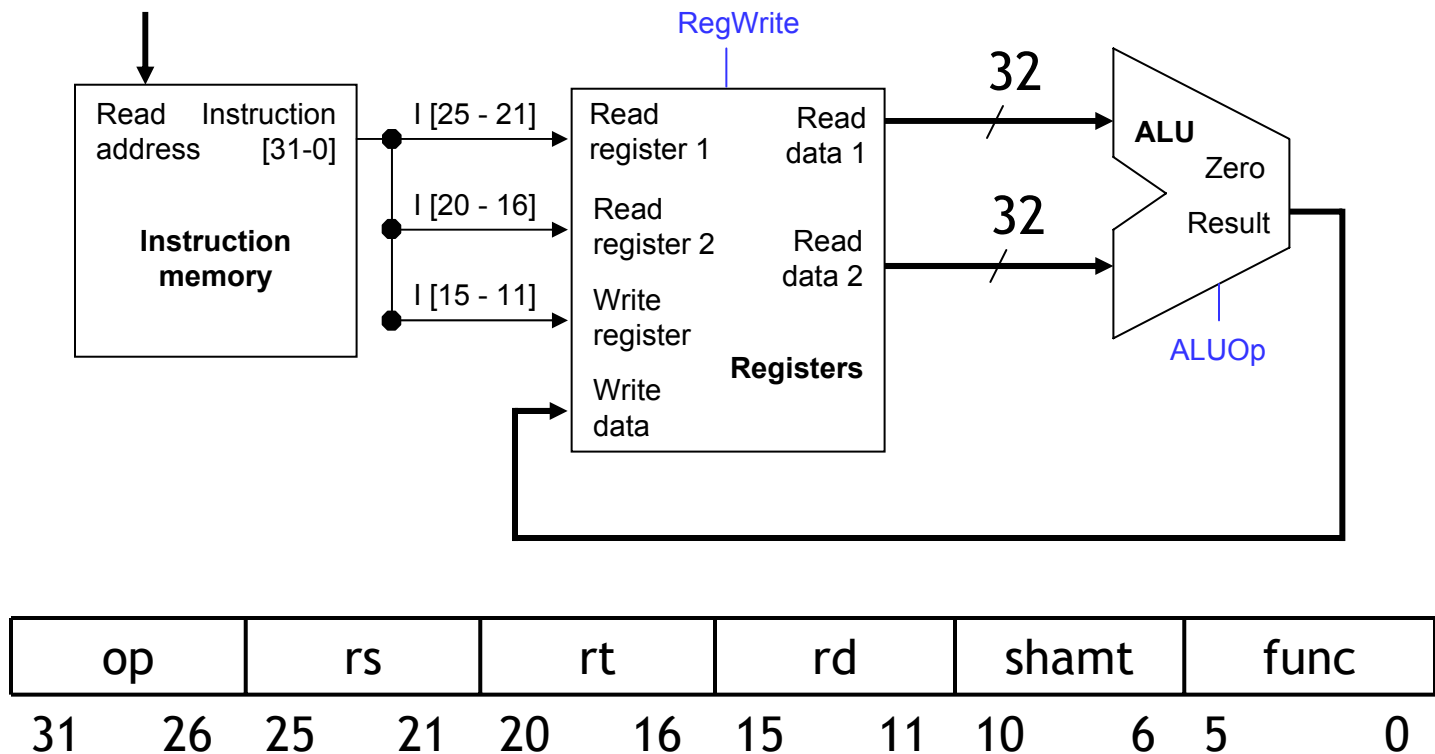 RegWrite
Read address
Instruction [31-0]
Instruction
memory
I [25 - 21]
I [20 - 16]
I [15 - 11]
Read
register 1
Read
register 2
Write
register
Write
data
Read
data 1
Read
data 2
Registers
32
32
ALU
Zero
Result
ALUOp
op rs rt rd shamt func
31 26 25 21 20 16 15 11 10 6 5 0